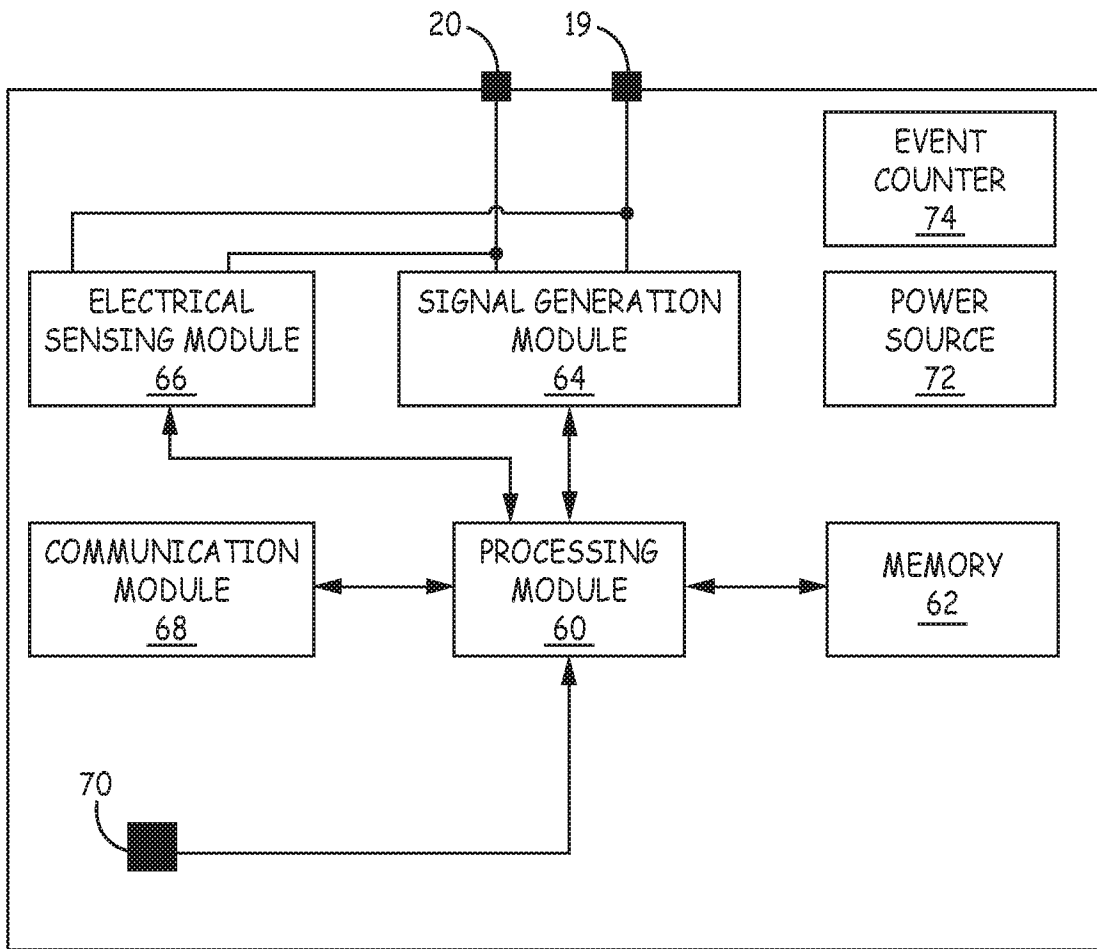 20
19
EVENT
COUNTER
74
ELECTRICAL
SENSING MODULE
66
SIGNAL GENERATION
MODULE
64
POWER
SOURCE
72
COMMUNICATION
MODULE
68
PROCESSING
MODULE
60
MEMORY
62
70